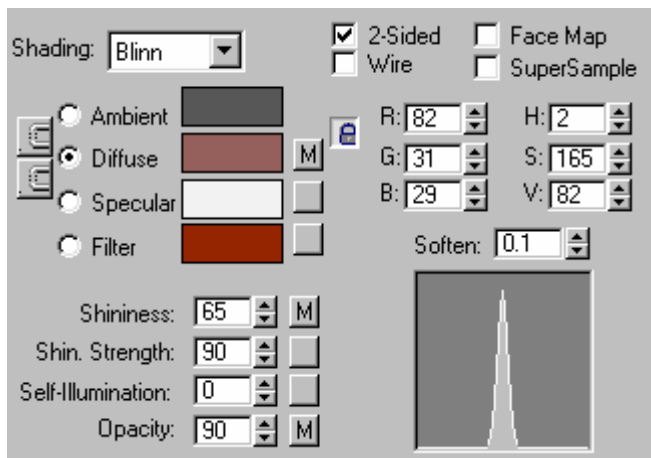 Shading: Blinn
2-Sided Face Map
Wire SuperSample
Ambient
Diffuse M
Specular
Filter
R: 82 H: 2
G: 31 S: 165
B: 29 V: 82
Soften: 0.1
Shininess: 65 M
Shin. Strength: 90
Self-Illumination: 0
Opacity: 90 M